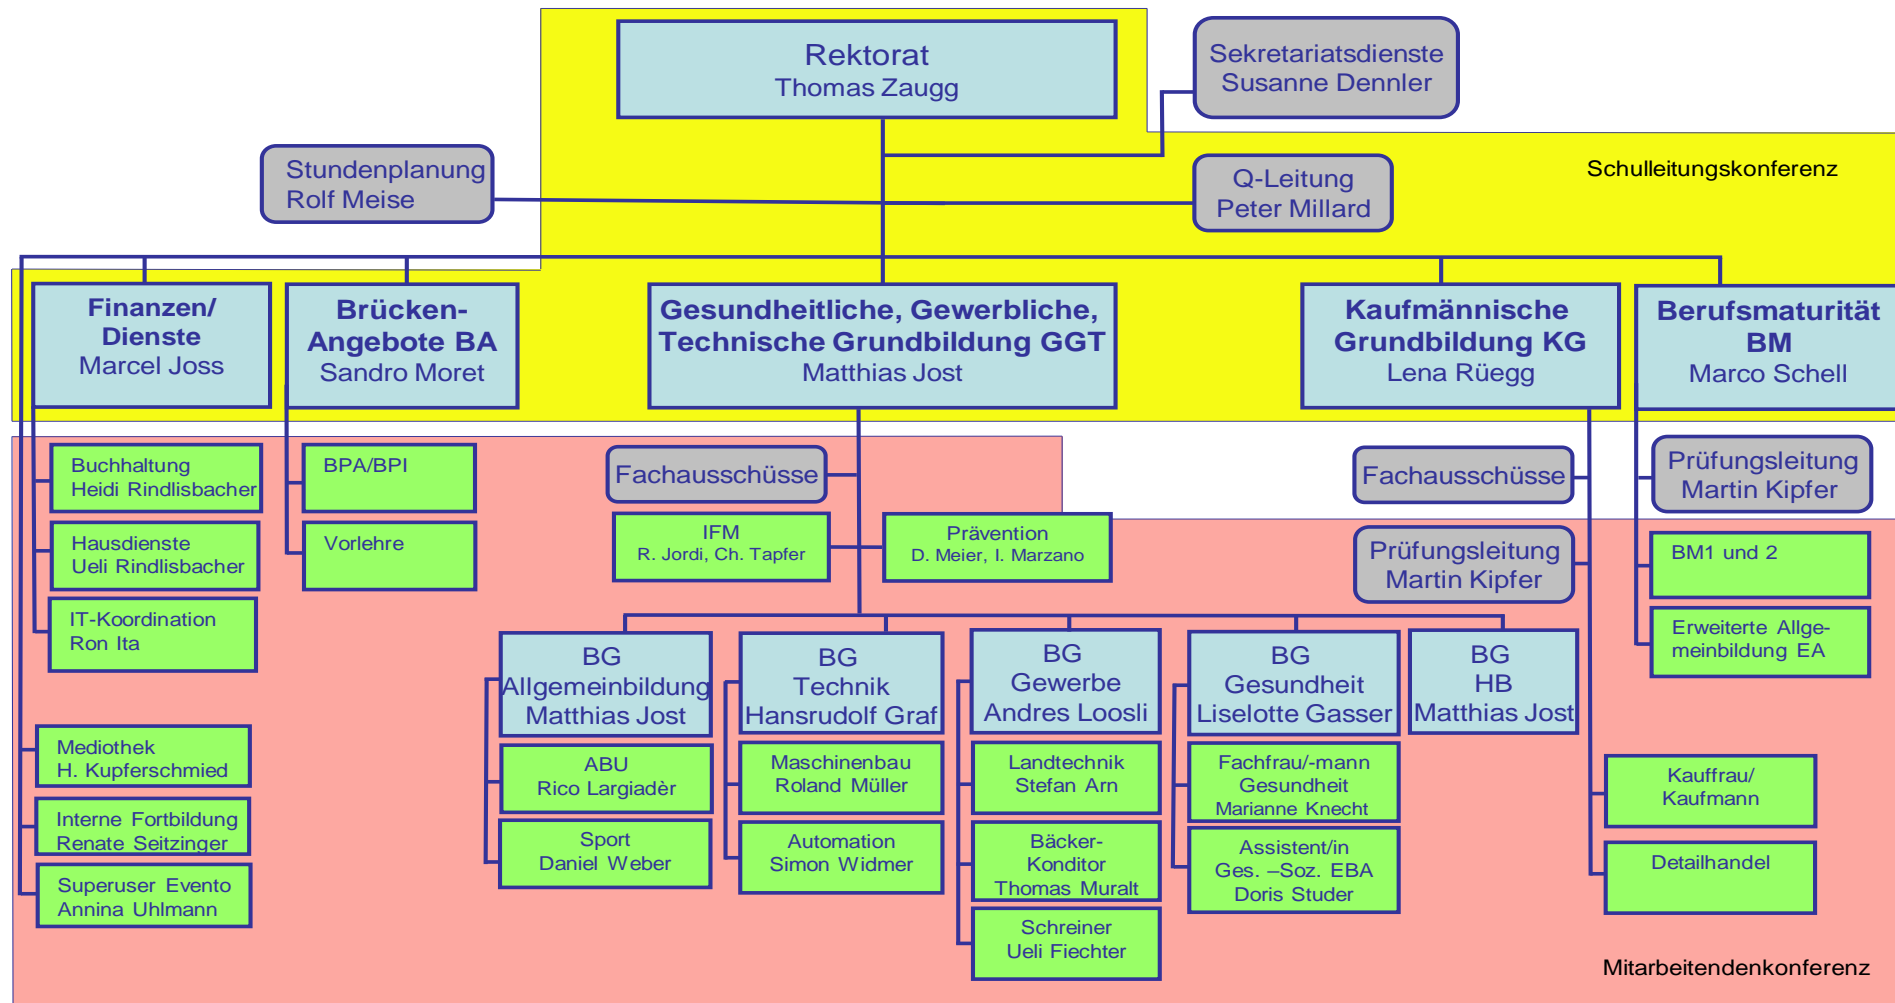 Rektorat
Thomas Zaugg
Sekretariatsdienste
Susanne Dennler
Stundenplanung
Rolf Meise
Q-Leitung
Peter Millard
Schulleitungskonferenz
Finanzen/
Dienste
Marcel Joss
Brücken-
Angebote BA
Sandro Moret
Gesundheitliche, Gewerbliche,
Technische Grundbildung GGT
Matthias Jost
Kaufmännische
Grundbildung KG
Lena Rüegg
Berufsmaturität
BM
Marco Schell
Buchhaltung
Heidi Rindlisbacher
Hausdienste
Ueli Rindlisbacher
IT-Koordination
Ron Ita
BPA/BPI
Vorlehre
Fachausschüsse
IFM
R. Jordi, Ch. Tapfer
Prävention
D. Meier, I. Marzano
Fachausschüsse
Prüfungsleitung
Martin Kipfer
Prüfungsleitung
Martin Kipfer
BM1 und 2
Erweiterte Allge-
meinbildung EA
BG
Allgemeinbildung
Matthias Jost
BG
Technik
Hansrudolf Graf
BG
Gewerbe
Andres Loosli
BG
Gesundheit
Liselotte Gasser
BG
HB
Matthias Jost
Mediothek
H. Kupferschmied
Interne Fortbildung
Renate Seitzinger
Superuser Evento
Annina Uhlmann
ABU
Rico Largiadèr
Sport
Daniel Weber
Maschinenbau
Roland Müller
Automation
Simon Widmer
Landtechnik
Stefan Arn
Bäcker-
Konditor
Thomas Muralt
Schreiner
Ueli Fiechter
Fachfrau/-mann
Gesundheit
Marianne Knecht
Assistent/in
Ges. –Soz. EBA
Doris Studer
Kauffrau/
Kaufmann
Detailhandel
Mitarbeitendenkonferenz